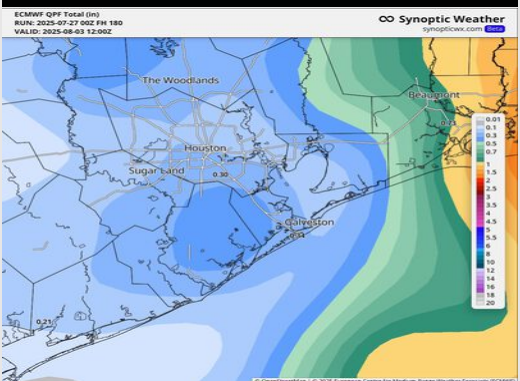 ECMWF QPF Total (in)
RUN: 2025-07-27 00Z FH 180
VALID: 2025-08-03 12:00Z
Synoptic Weather
synopticwx.com Beta
The Woodlands
1
Beaumont
Houston
Sugar Land
0.30
Galveston
0.21
0.01
0.1
0.3
0.5
0.7
1
1.5
2
2.5
3
3.5
4
4.5
5
5.5
6
8
10
12
14
16
18
20